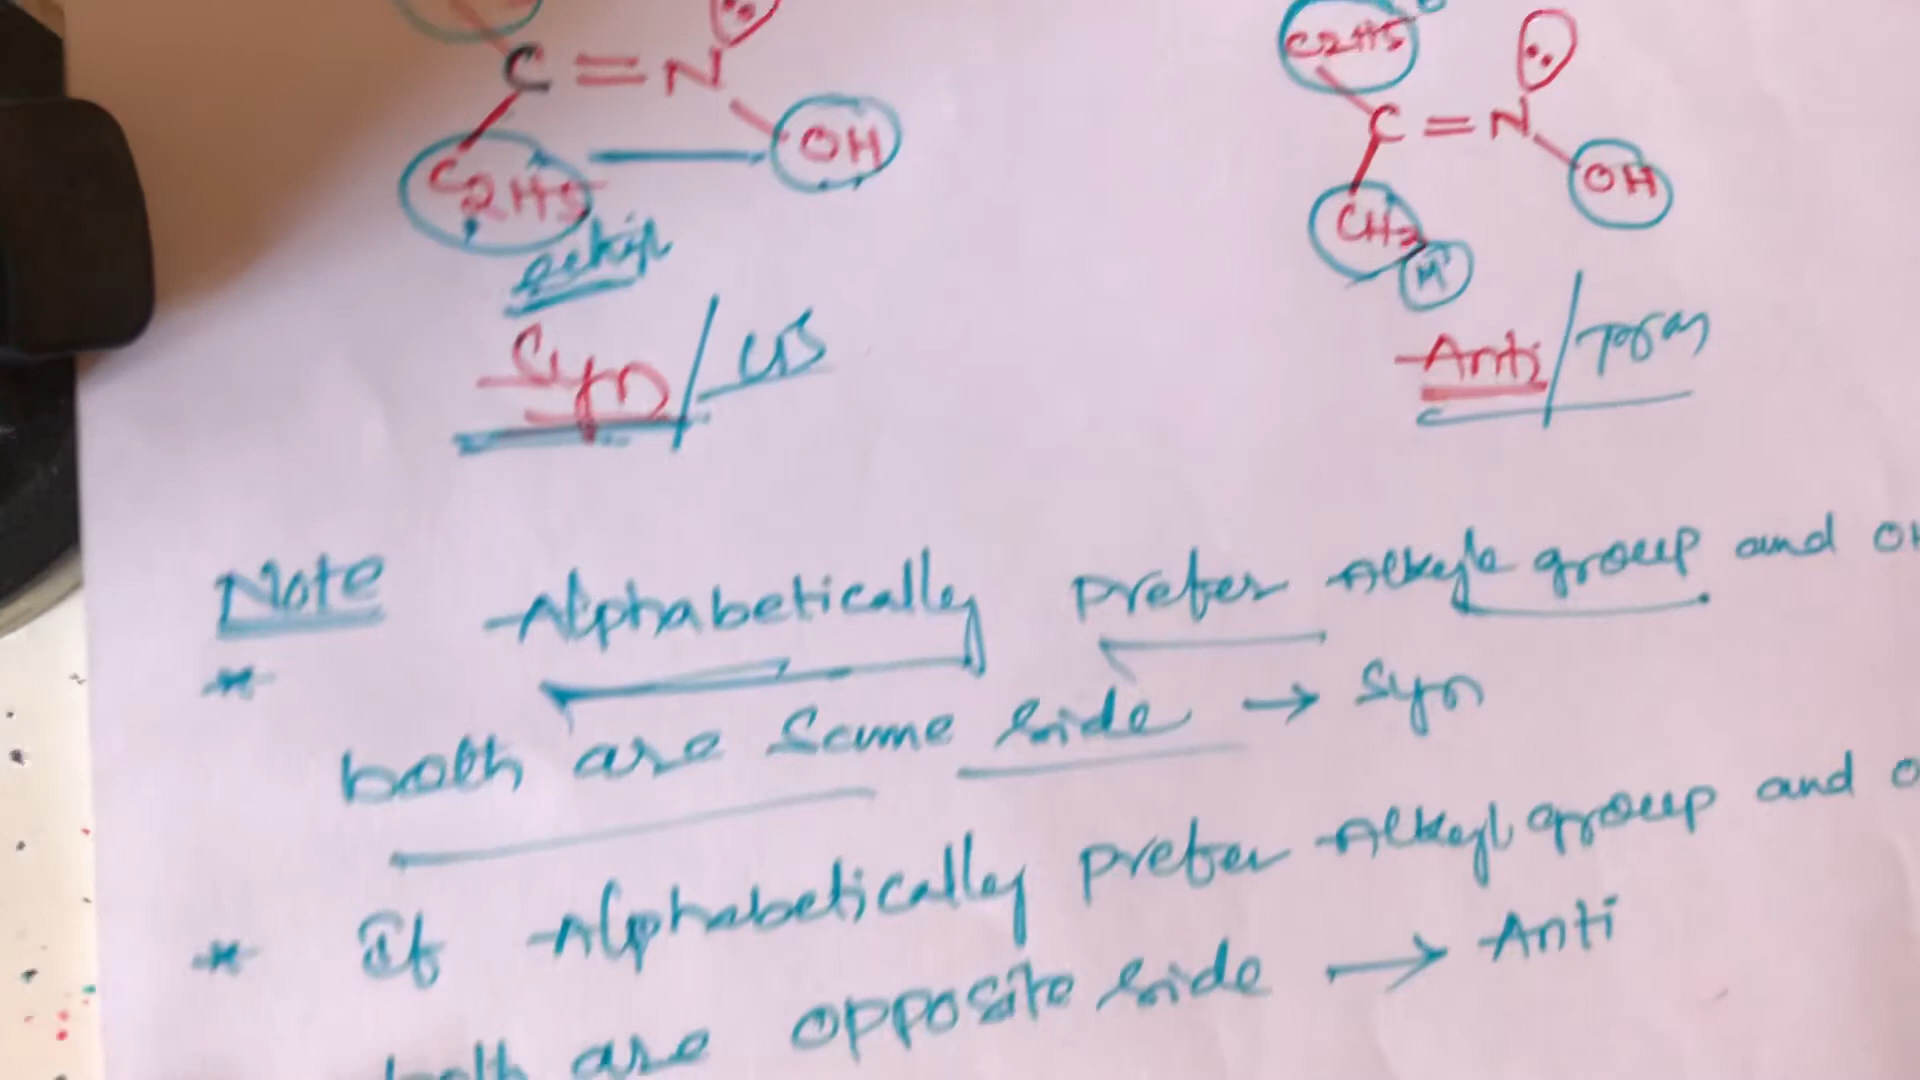 C2H5
C = N
C = N
OH
OH
C2H5
CH3
M
Syn / cis
Anti / Trans
Note
* Alphabetically Prefer Alkyle group and OH
both are Same side → Syn
* If Alphabetically Prefer Alkyl group and O
both are opposite side → Anti